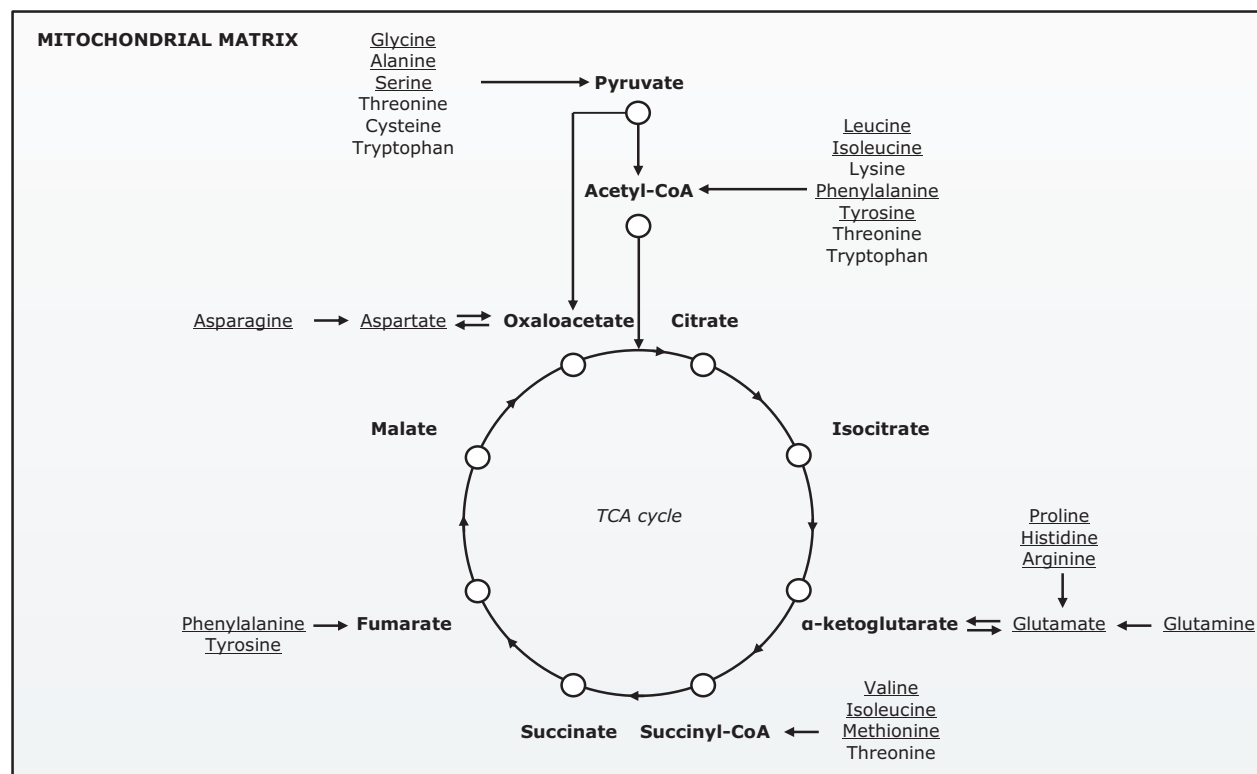 MITOCHONDRIAL MATRIX
Glycine
Alanine
Serine
Threonine
Cysteine
Tryptophan
Pyruvate
Leucine
Isoleucine
Lysine
Phenylalanine
Tyrosine
Threonine
Tryptophan
Acetyl-CoA
Asparagine
Aspartate
Oxaloacetate
Citrate
Malate
Isocitrate
TCA cycle
Proline
Histidine
Arginine
Phenylalanine
Tyrosine
Fumarate
α-ketoglutarate
Glutamate
Glutamine
Succinate
Succinyl-CoA
Valine
Isoleucine
Methionine
Threonine